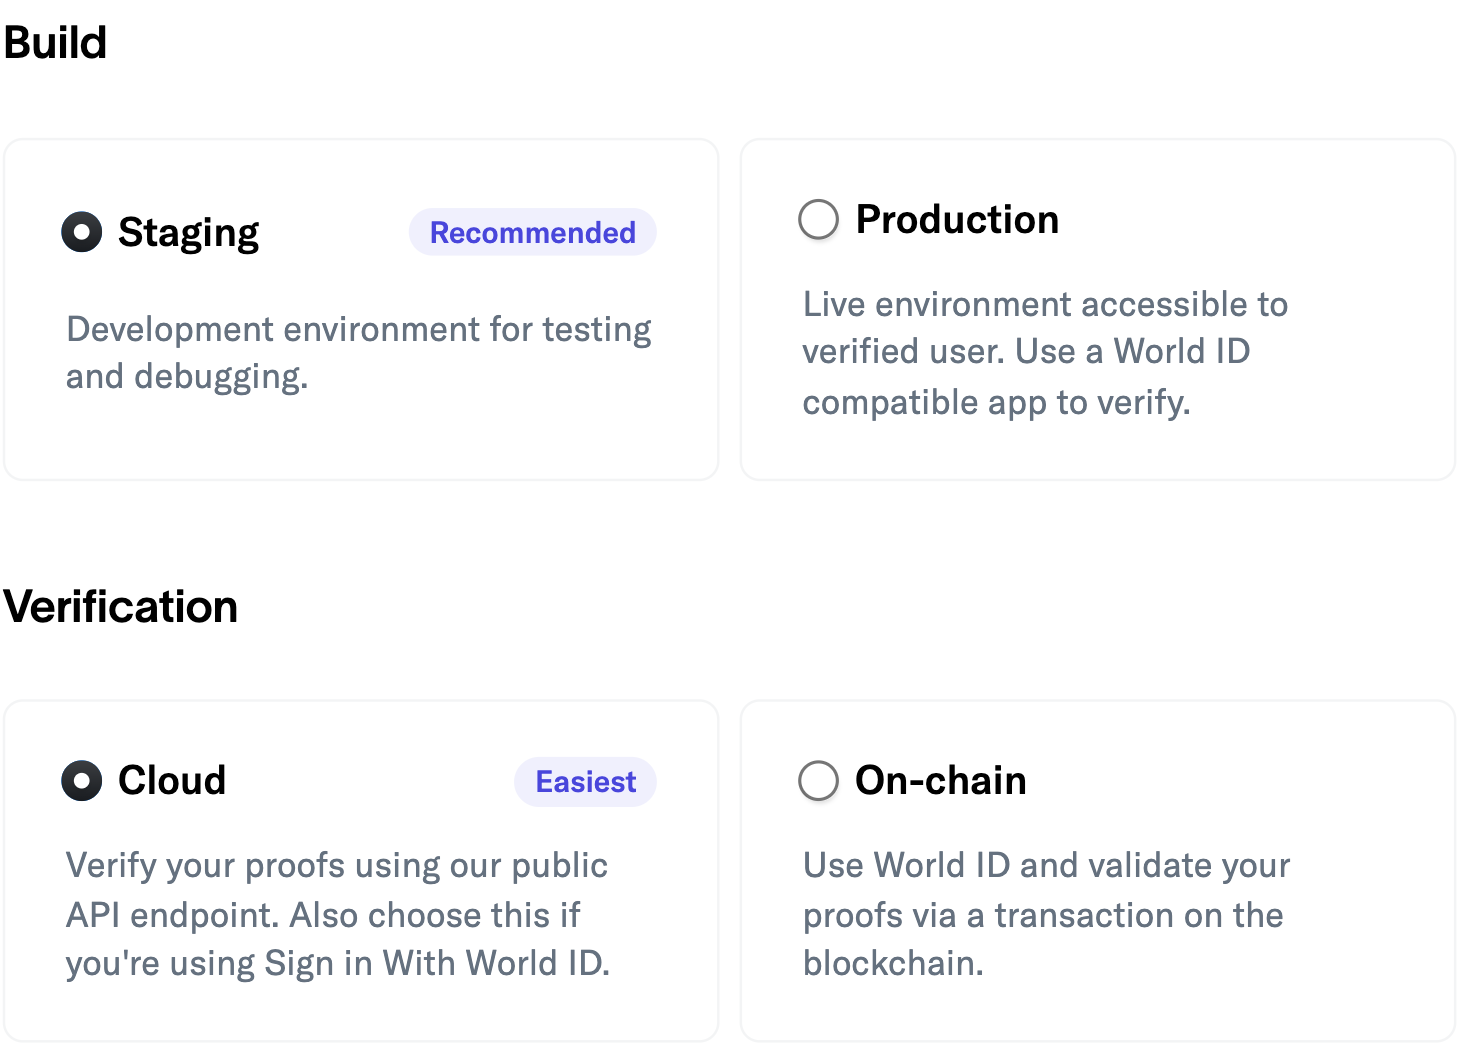 Build
Staging
Recommended
Development environment for testing
and debugging.
Production
Live environment accessible to
verified user. Use a World ID
compatible app to verify.
Verification
Cloud
Easiest
Verify your proofs using our public
API endpoint. Also choose this if
you're using Sign in With World ID.
On-chain
Use World ID and validate your
proofs via a transaction on the
blockchain.